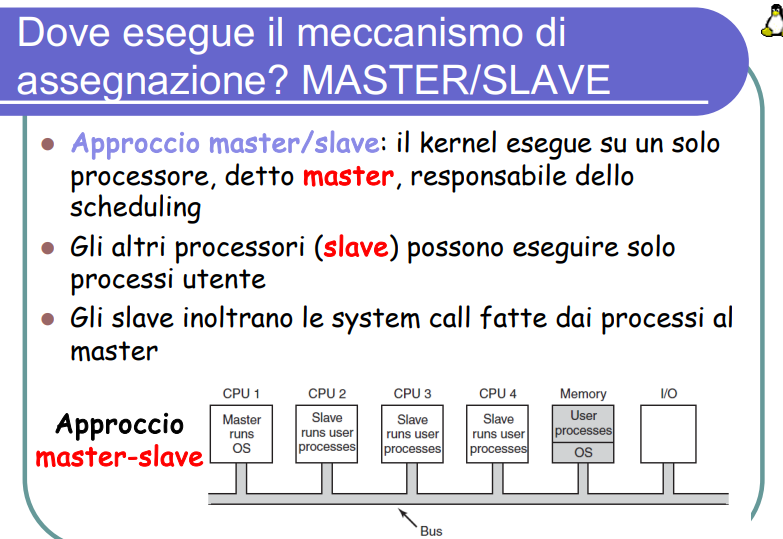 Dove esegue il meccanismo di
assegnazione? MASTER/SLAVE
Approccio master/slave: il kernel esegue su un solo
processore, detto master, responsabile dello
scheduling
Gli altri processori (slave) possono eseguire solo
processi utente
Gli slave inoltrano le system call fatte dai processi al
master
Approccio
master-slave
CPU 1
Master
runs
OS
CPU 2
Slave
runs user
processes
CPU 3
Slave
runs user
processes
CPU 4
Slave
runs user
processes
Memory
User
processes
OS
I/O
Bus